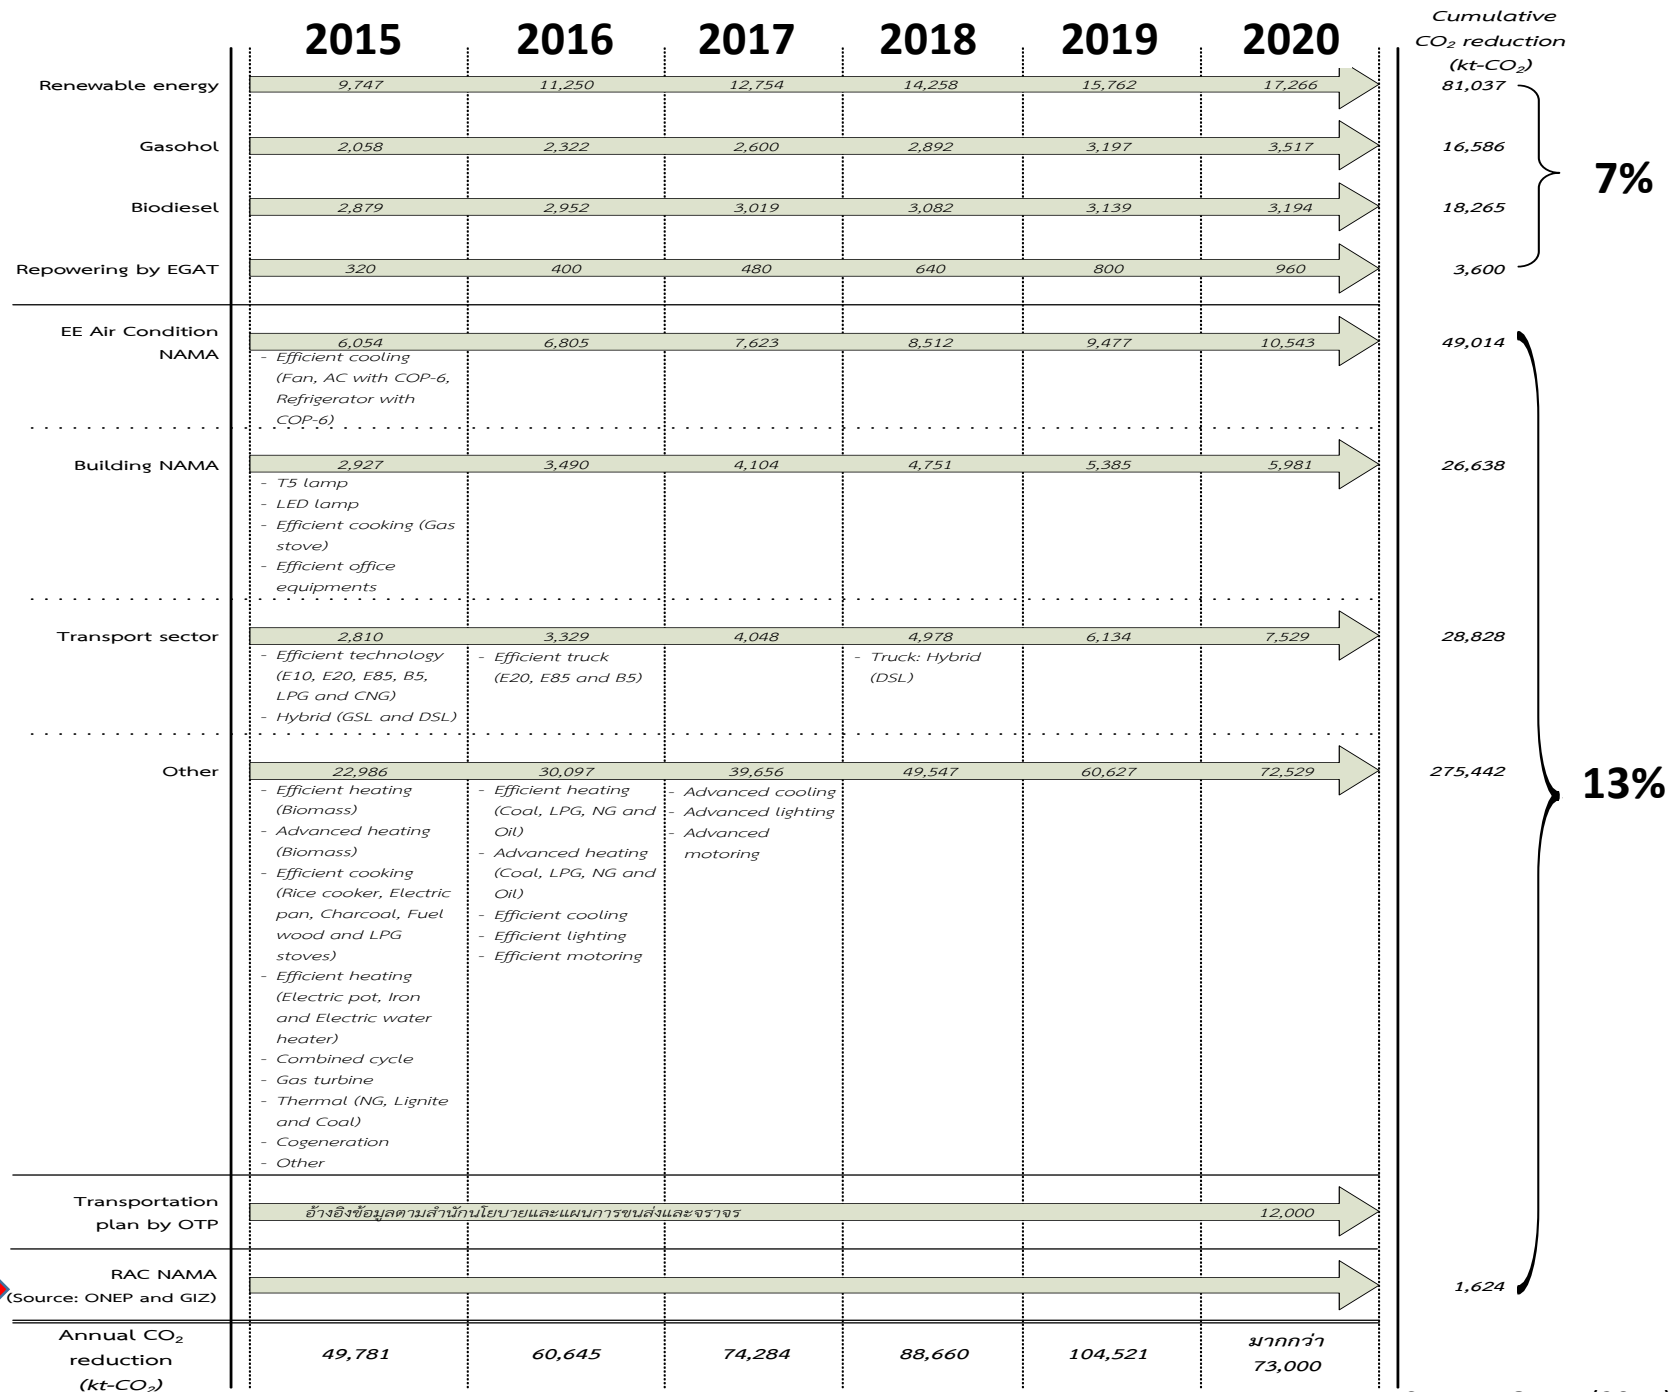 2015 2016 2017 2018 2019 2020
Cumulative
CO₂ reduction
(kt-CO₂)
Renewable energy 9,747 11,250 12,754 14,258 15,762 17,266 81,037
Gasohol 2,058 2,322 2,600 2,892 3,197 3,517 16,586
7%
Biodiesel 2,879 2,952 3,019 3,082 3,139 3,194 18,265
Repowering by EGAT 320 400 480 640 800 960 3,600
EE Air Condition
NAMA
6,054 6,805 7,623 8,512 9,477 10,543 49,014
- Efficient cooling
(Fan, AC with COP-6,
Refrigerator with
COP-6)
Building NAMA 2,927 3,490 4,104 4,751 5,385 5,981 26,638
- T5 lamp
- LED lamp
- Efficient cooking (Gas
stove)
- Efficient office
equipments
Transport sector 2,810 3,329 4,048 4,978 6,134 7,529 28,828
- Efficient technology
(E10, E20, E85, B5,
LPG and CNG)
- Hybrid (GSL and DSL)
- Efficient truck
(E20, E85 and B5)
- Truck: Hybrid
(DSL)
Other 22,986 30,097 39,656 49,547 60,627 72,529 275,442
13%
- Efficient heating
(Biomass)
- Advanced heating
(Biomass)
- Efficient cooking
(Rice cooker, Electric
pan, Charcoal, Fuel
wood and LPG
stoves)
- Efficient heating
(Electric pot, Iron
and Electric water
heater)
- Combined cycle
- Gas turbine
- Thermal (NG, Lignite
and Coal)
- Cogeneration
- Other
- Efficient heating
(Coal, LPG, NG and
Oil)
- Advanced heating
(Coal, LPG, NG and
Oil)
- Efficient cooling
- Efficient lighting
- Efficient motoring
- Advanced cooling
- Advanced lighting
- Advanced
motoring
Transportation
plan by OTP
อ้างอิงข้อมูลตามสำนักนโยบายและแผนการขนส่งและจราจร 12,000
RAC NAMA
(Source: ONEP and GIZ)
1,624
Annual CO₂
reduction
(kt-CO₂)
49,781 60,645 74,284 88,660 104,521
มากกว่า
73,000